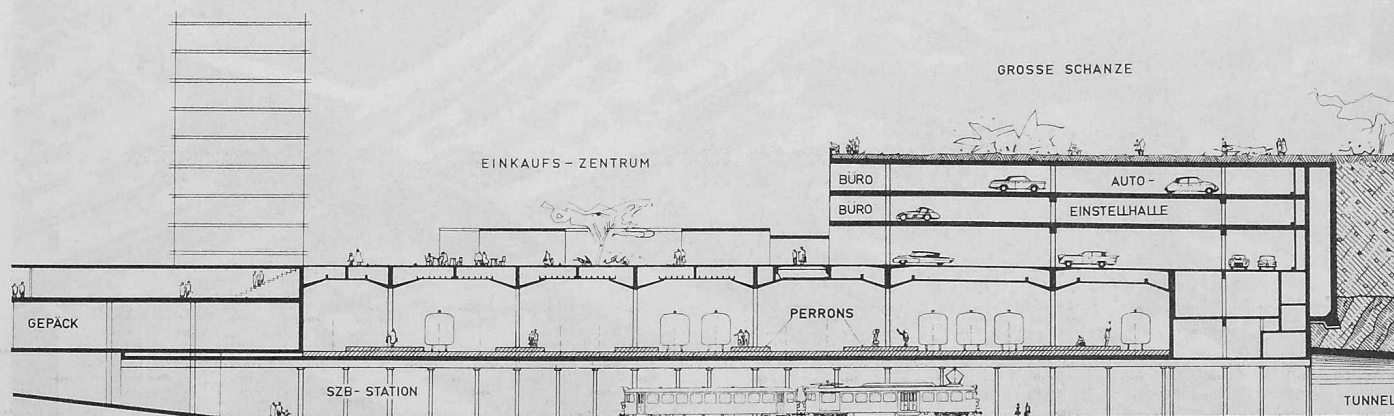 GROSSE SCHANZE
EINKAUFS-ZENTRUM
BÜRO
AUTO-
BÜRO
EINSTELLHALLE
GEPÄCK
PERRONS
SZB-STATION
TUNNEL